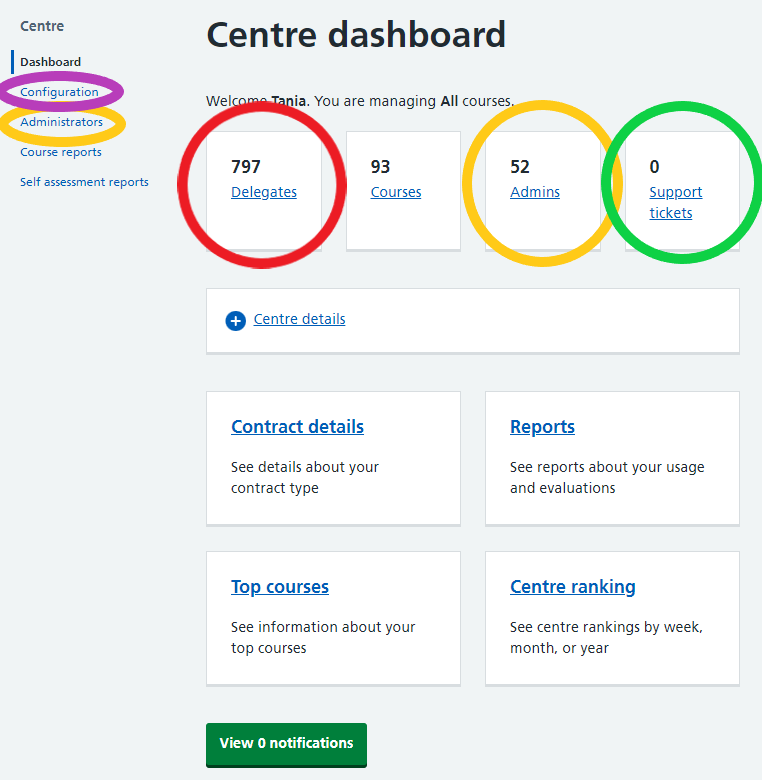 Centre
Dashboard
Configuration
Administrators
Course reports
Self assessment reports
Centre dashboard
Welcome Tania. You are managing All courses.
797
Delegates
93
Courses
52
Admins
0
Support
tickets
Centre details
Contract details
See details about your
contract type
Reports
See reports about your usage
and evaluations
Top courses
See information about your
top courses
Centre ranking
See centre rankings by week,
month, or year
View 0 notifications